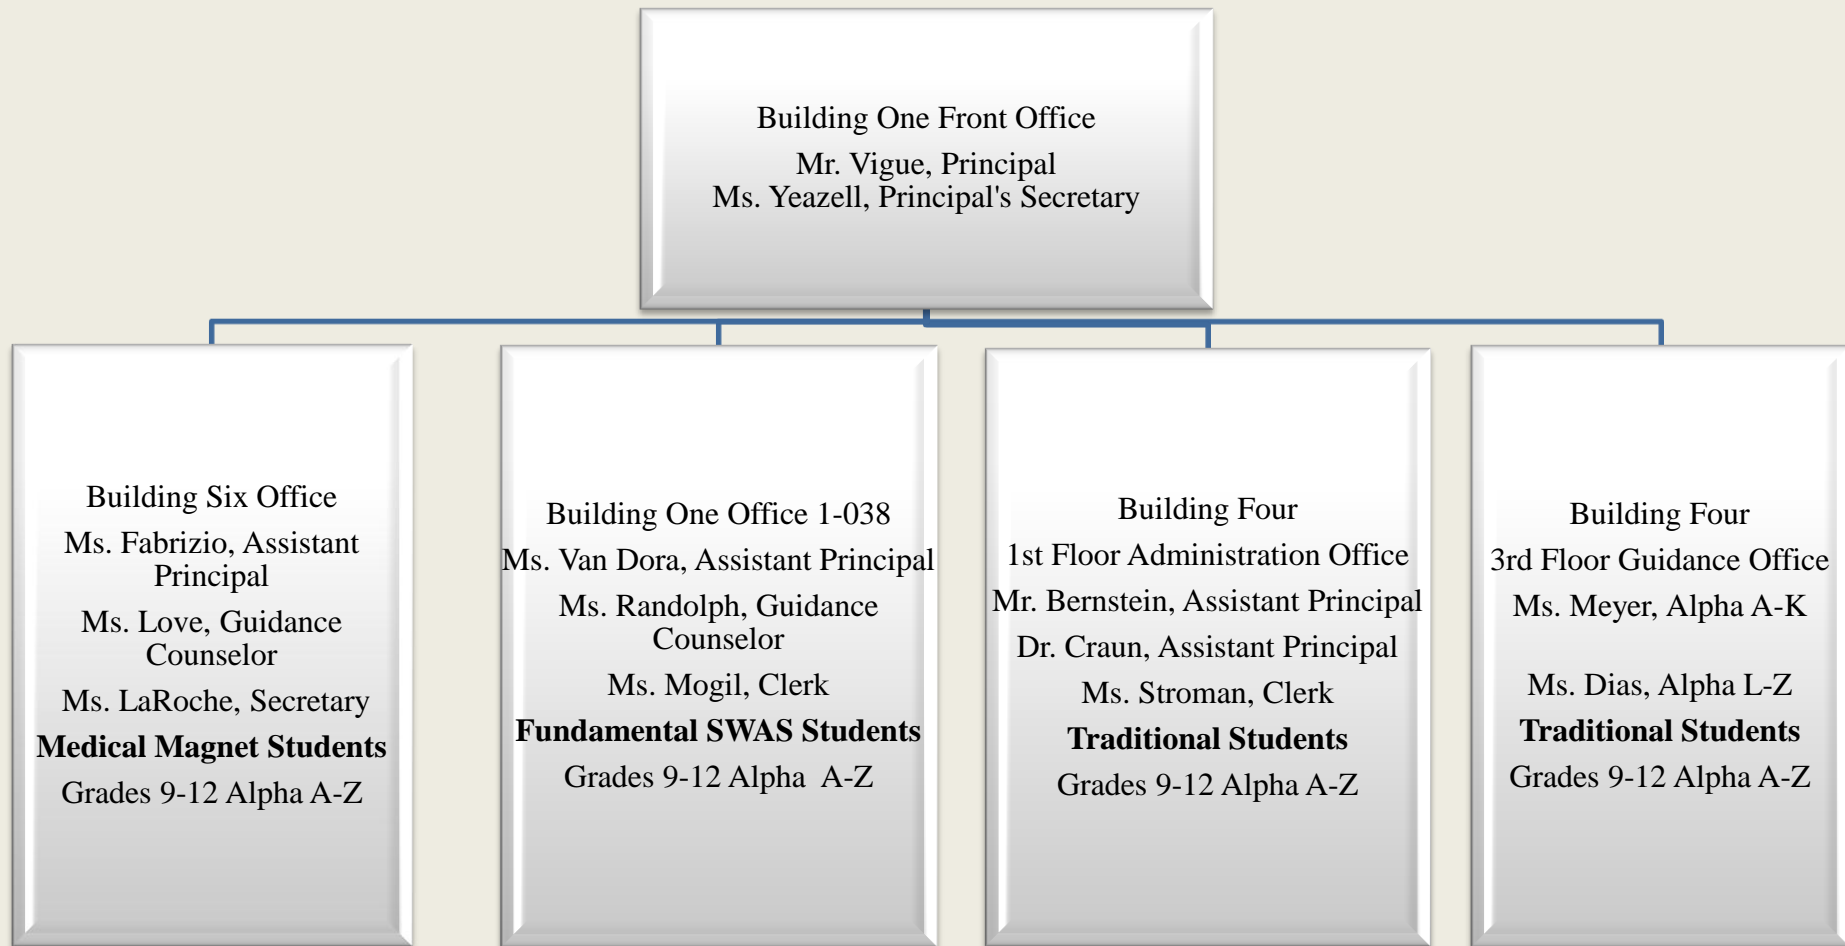 Building One Front Office
Mr. Vigue, Principal
Ms. Yeazell, Principal's Secretary
Building Six Office
Ms. Fabrizio, Assistant
Principal
Ms. Love, Guidance
Counselor
Ms. LaRoche, Secretary
Medical Magnet Students
Grades 9-12 Alpha A-Z
Building One Office 1-038
Ms. Van Dora, Assistant Principal
Ms. Randolph, Guidance
Counselor
Ms. Mogil, Clerk
Fundamental SWAS Students
Grades 9-12 Alpha A-Z
Building Four
1st Floor Administration Office
Mr. Bernstein, Assistant Principal
Dr. Craun, Assistant Principal
Ms. Stroman, Clerk
Traditional Students
Grades 9-12 Alpha A-Z
Building Four
3rd Floor Guidance Office
Ms. Meyer, Alpha A-K
Ms. Dias, Alpha L-Z
Traditional Students
Grades 9-12 Alpha A-Z